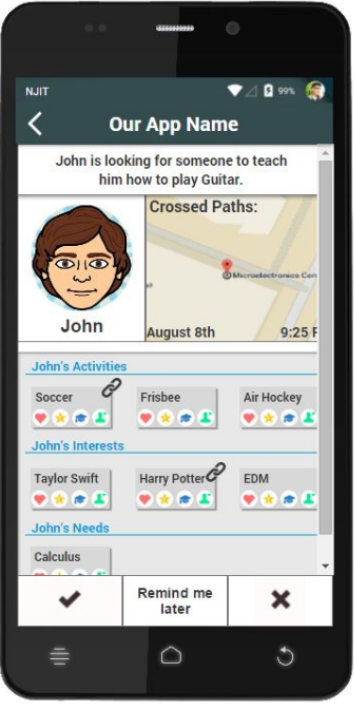 NJIT 99%
Our App Name
John is looking for someone to teach
him how to play Guitar.
Crossed Paths:
Microelectronics Cen
John
August 8th 9:25 P
John's Activities
Soccer Frisbee Air Hockey
John's Interests
Taylor Swift Harry Potter EDM
John's Needs
Calculus
Remind me
later